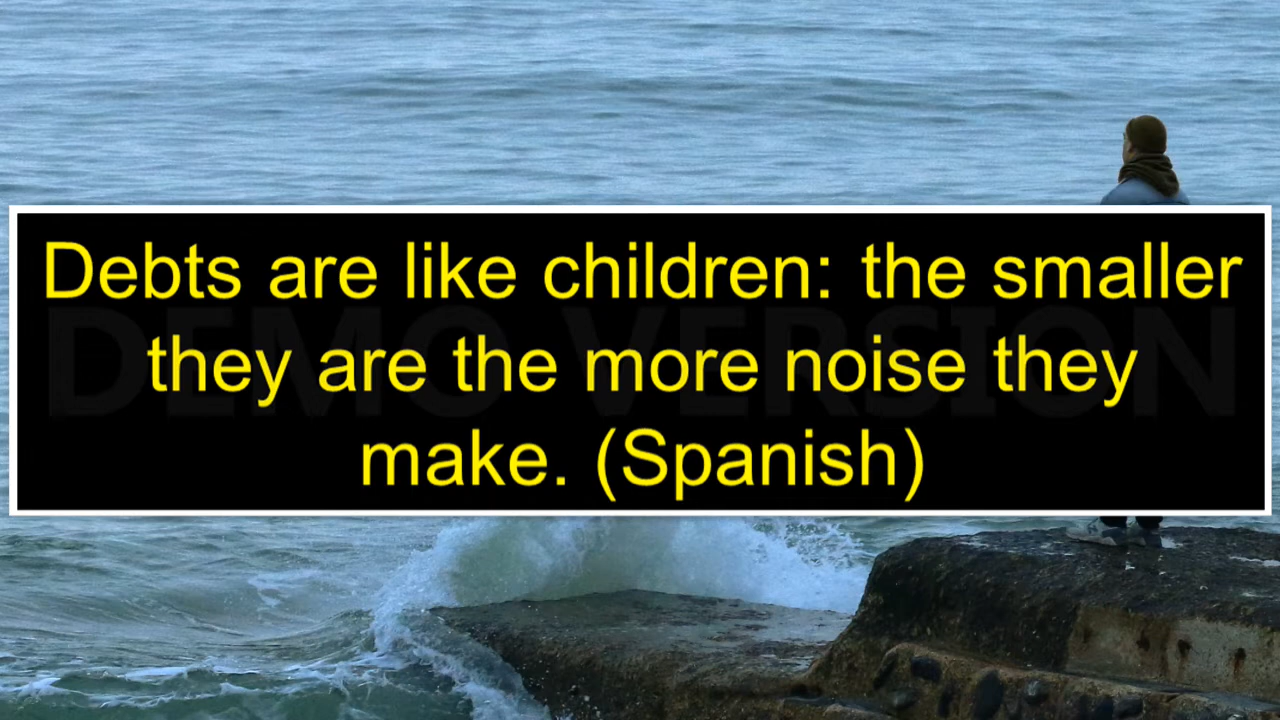 Debts are like children: the smaller
they are the more noise they
make. (Spanish)
DEMO VERSION